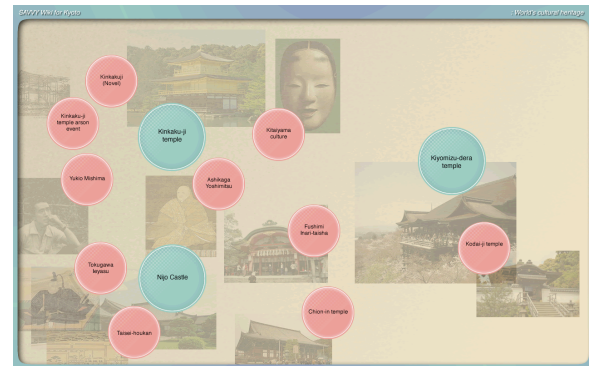 SAVVY Wiki for Kyoto
World's cultural heritage
Kinkakuji
(Novel)
Kinkaku-ji
temple arson
event
Kinkaku-ji
temple
Kitaiyama
culture
Kiyomizu-dera
temple
Yukio Mishima
Ashikaga
Yoshimitsu
Fushimi
Inari-taisha
Kodai-ji temple
Tokugawa
Ieyasu
Nijo Castle
Chion-in temple
Taisei-houkan